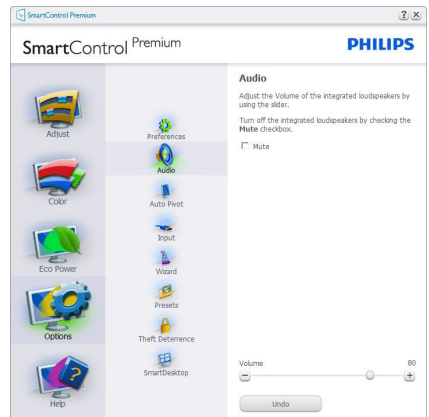 SmartControl Premium
? ×
SmartControl Premium
PHILIPS
Adjust
Color
Eco Power
Options
Help
Preferences
Audio
Auto Pivot
Input
Wizard
Presets
Theft Deterrence
SmartDesktop
Audio
Adjust the Volume of the integrated loudspeakers by
using the slider.
Turn off the integrated loudspeakers by checking the
Mute checkbox.
Mute
Volume 80
Undo